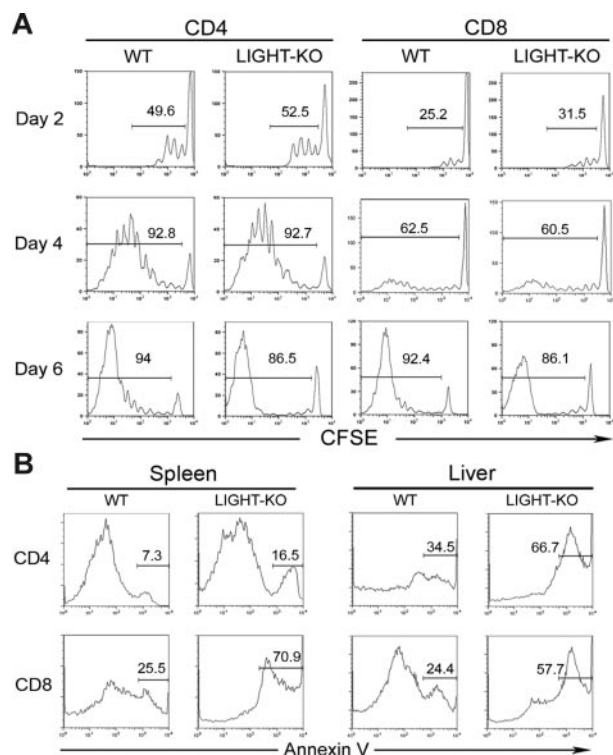 A
CD4 CD8
WT LIGHT-KO WT LIGHT-KO
Day 2 49.6 52.5 25.2 31.5
Day 4 92.8 92.7 62.5 60.5
Day 6 94 86.5 92.4 86.1
CFSE
B
Spleen Liver
WT LIGHT-KO WT LIGHT-KO
CD4 7.3 16.5 34.5 66.7
CD8 25.5 70.9 24.4 57.7
Annexin V